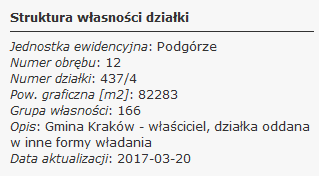 Struktura własności działki
Jednostka ewidencyjna: Podgórze
Numer obrębu: 12
Numer działki: 437/4
Pow. graficzna [m2]: 82283
Grupa własności: 166
Opis: Gmina Kraków - właściciel, działka oddana
w inne formy władania
Data aktualizacji: 2017-03-20